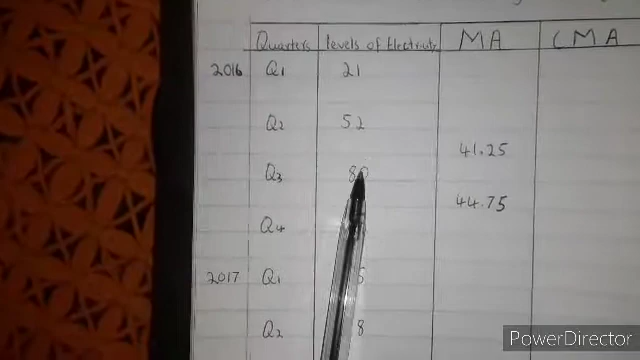 Quarters levels of Electricity MA CMA
2016 Q1 21
Q2 52
41.25
Q3
44.75
Q4
2017 Q1
Q2
PowerDirector